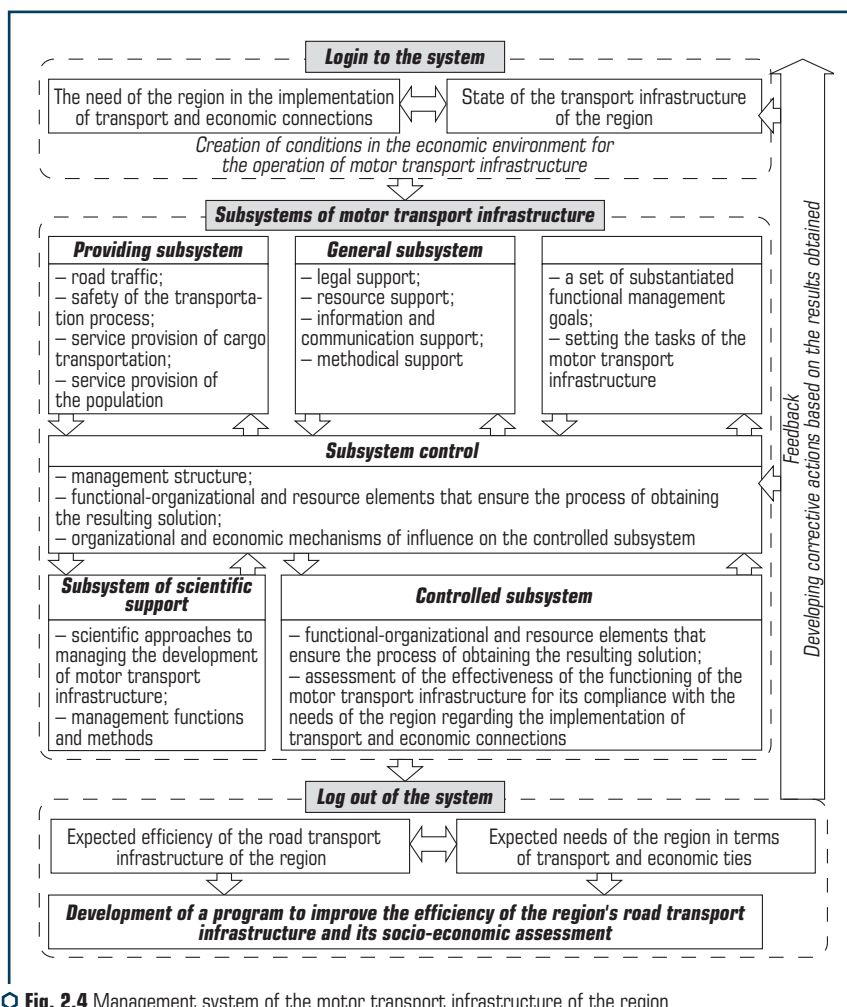 Login to the system
The need of the region in the implementation
of transport and economic connections
State of the transport infrastructure
of the region
Creation of conditions in the economic environment for
the operation of motor transport infrastructure
Subsystems of motor transport infrastructure
Providing subsystem
– road traffic;
– safety of the transporta-
tion process;
– service provision of cargo
transportation;
– service provision of
the population
General subsystem
– legal support;
– resource support;
– information and
communication support;
– methodical support
– a set of substantiated
functional management
goals;
– setting the tasks of the
motor transport
infrastructure
Subsystem control
– management structure;
– functional-organizational and resource elements that ensure the process of obtaining
the resulting solution;
– organizational and economic mechanisms of influence on the controlled subsystem
Subsystem of scientific
support
– scientific approaches to
managing the development
of motor transport
infrastructure;
– management functions
and methods
Controlled subsystem
– functional-organizational and resource elements that
ensure the process of obtaining the resulting solution;
– assessment of the effectiveness of the functioning of the
motor transport infrastructure for its compliance with the
needs of the region regarding the implementation of
transport and economic connections
Feedback
Developing corrective actions based on the results obtained
Log out of the system
Expected efficiency of the road transport
infrastructure of the region
Expected needs of the region in terms
of transport and economic ties
Development of a program to improve the efficiency of the region's road transport
infrastructure and its socio-economic assessment
Fig. 2.4 Management system of the motor transport infrastructure of the region